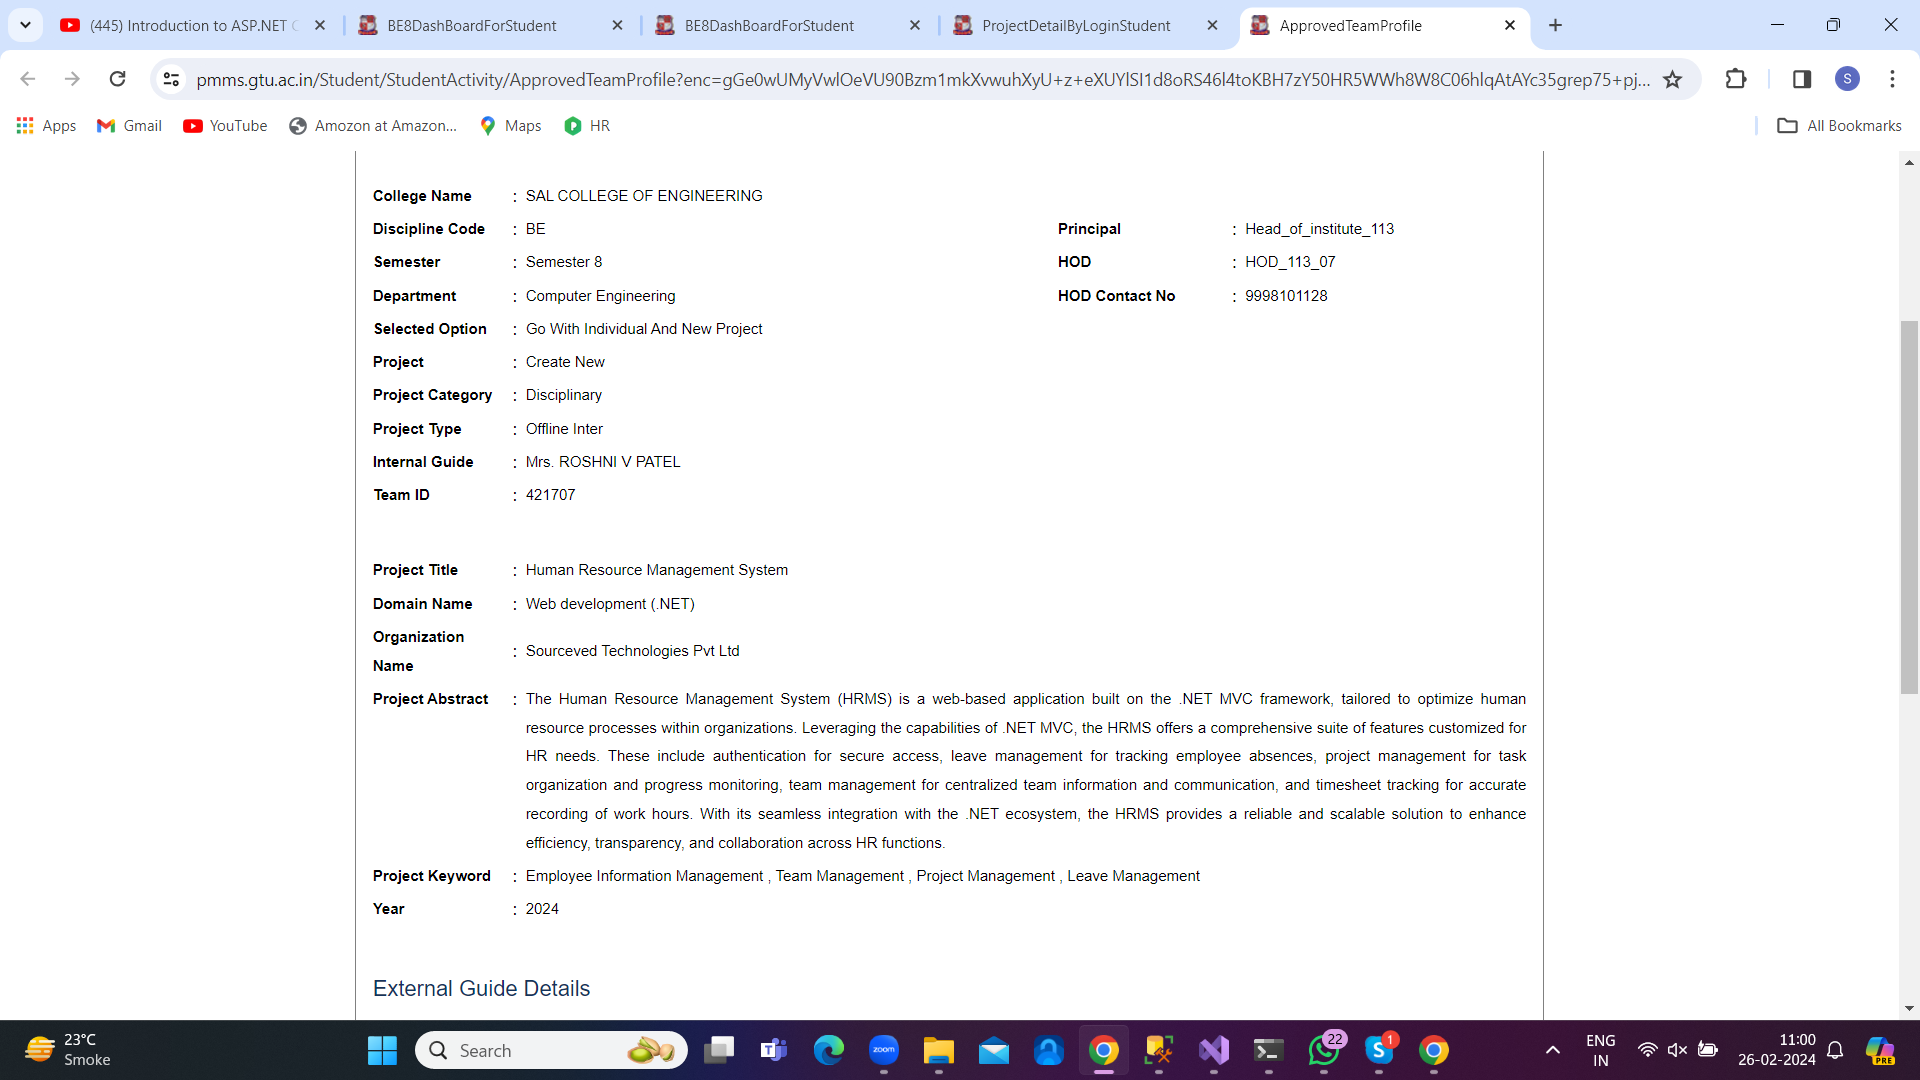 (445) Introduction to ASP.NET C
BE8DashBoardForStudent
BE8DashBoardForStudent
ProjectDetailByLoginStudent
ApprovedTeamProfile
pmms.gtu.ac.in/Student/StudentActivity/ApprovedTeamProfile?enc=gGe0wUMyVwlOeVU90Bzm1mkXvwuhXyU+z+eXUYlSI1d8oRS46l4toKBH7zY50HR5WWh8W8C06hlqAtAYc35grep75+pj...
S
Apps
Gmail
YouTube
Amozon at Amazon...
Maps
HR
All Bookmarks
College Name : SAL COLLEGE OF ENGINEERING
Discipline Code : BE
Principal : Head_of_institute_113
Semester : Semester 8
HOD : HOD_113_07
Department : Computer Engineering
HOD Contact No : 9998101128
Selected Option : Go With Individual And New Project
Project : Create New
Project Category : Disciplinary
Project Type : Offline Inter
Internal Guide : Mrs. ROSHNI V PATEL
Team ID : 421707
Project Title : Human Resource Management System
Domain Name : Web development (.NET)
Organization
Name : Sourceved Technologies Pvt Ltd
Project Abstract : The Human Resource Management System (HRMS) is a web-based application built on the .NET MVC framework, tailored to optimize human
resource processes within organizations. Leveraging the capabilities of .NET MVC, the HRMS offers a comprehensive suite of features customized for
HR needs. These include authentication for secure access, leave management for tracking employee absences, project management for task
organization and progress monitoring, team management for centralized team information and communication, and timesheet tracking for accurate
recording of work hours. With its seamless integration with the .NET ecosystem, the HRMS provides a reliable and scalable solution to enhance
efficiency, transparency, and collaboration across HR functions.
Project Keyword : Employee Information Management , Team Management , Project Management , Leave Management
Year : 2024
External Guide Details
23°C
Smoke
Search
zoom
22
1
ENG
IN
11:00
26-02-2024
PRE